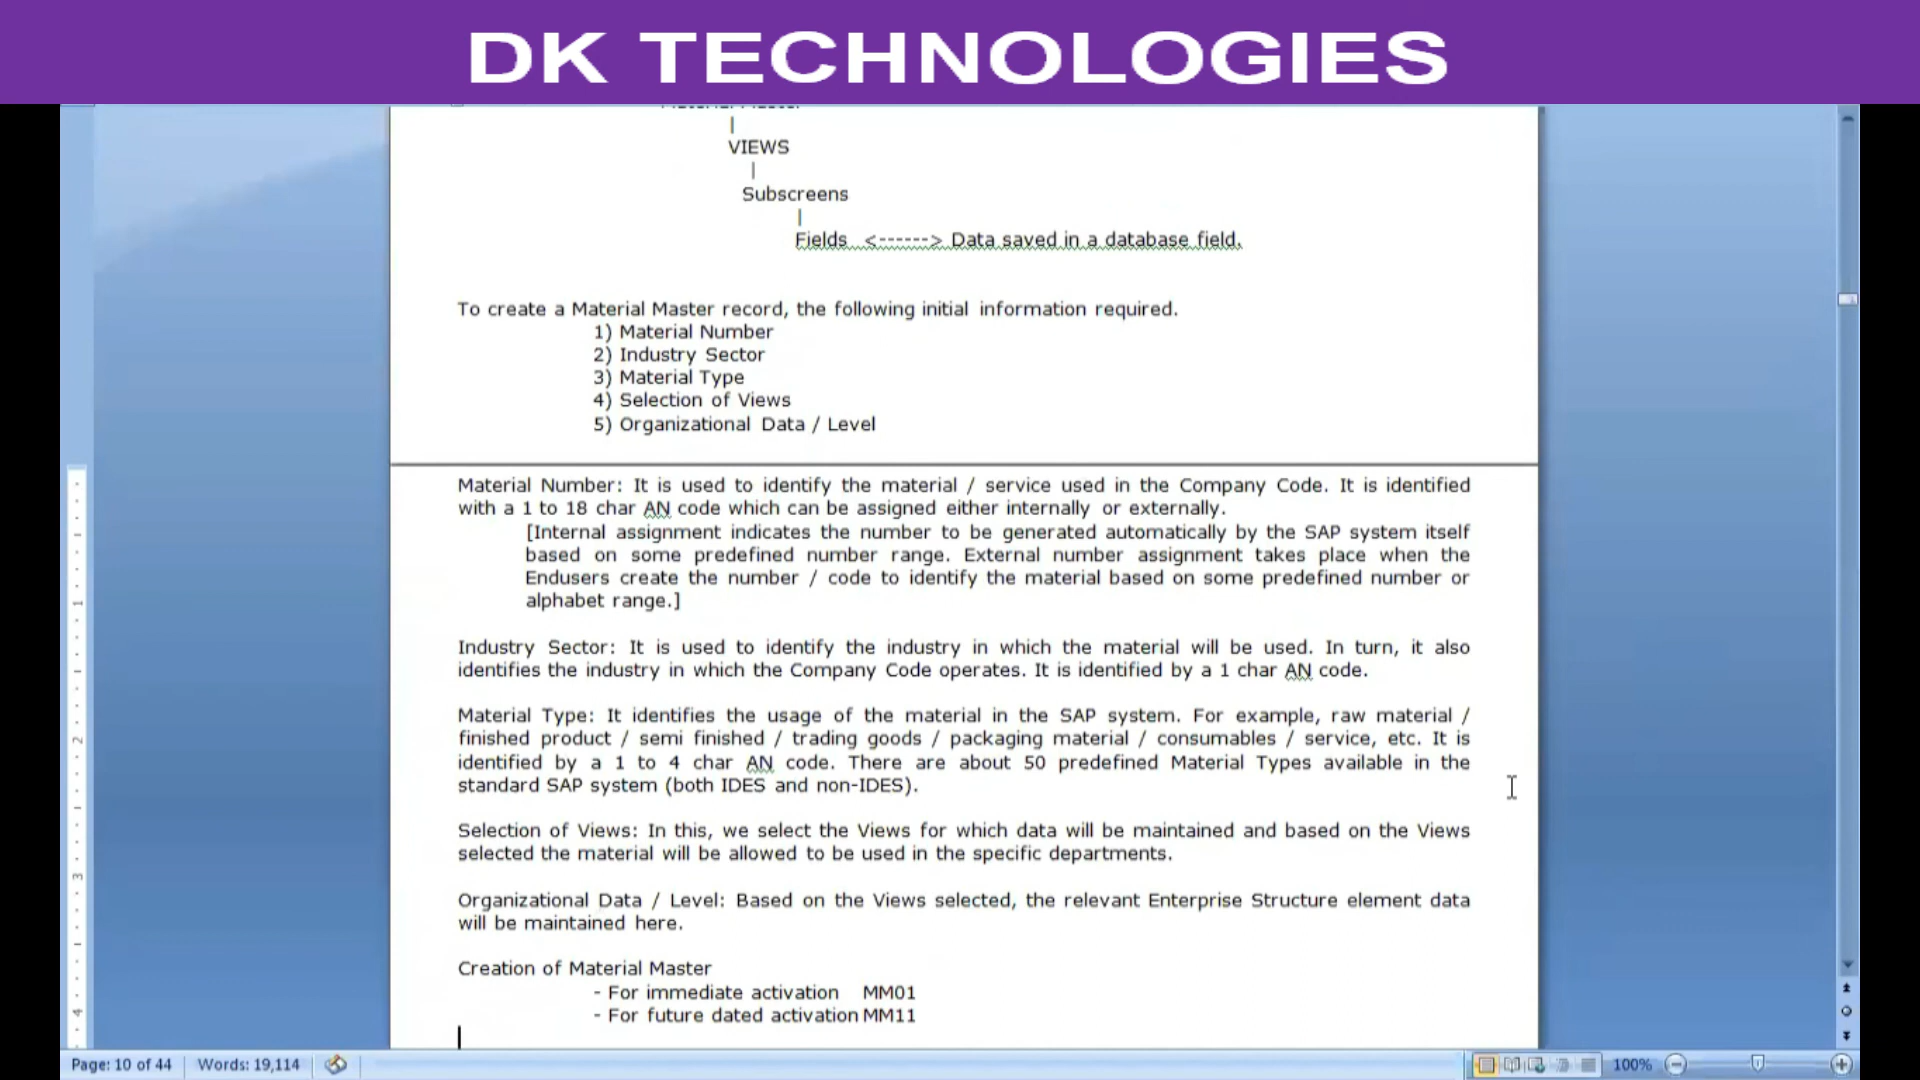 DK TECHNOLOGIES
|
VIEWS
|
Subscreens
|
Fields <------> Data saved in a database field.
To create a Material Master record, the following initial information required.
1) Material Number
2) Industry Sector
3) Material Type
4) Selection of Views
5) Organizational Data / Level
Material Number: It is used to identify the material / service used in the Company Code. It is identified
with a 1 to 18 char AN code which can be assigned either internally or externally.
[Internal assignment indicates the number to be generated automatically by the SAP system itself
based on some predefined number range. External number assignment takes place when the
Endusers create the number / code to identify the material based on some predefined number or
alphabet range.]
Industry Sector: It is used to identify the industry in which the material will be used. In turn, it also
identifies the industry in which the Company Code operates. It is identified by a 1 char AN code.
Material Type: It identifies the usage of the material in the SAP system. For example, raw material /
finished product / semi finished / trading goods / packaging material / consumables / service, etc. It is
identified by a 1 to 4 char AN code. There are about 50 predefined Material Types available in the
standard SAP system (both IDES and non-IDES).
Selection of Views: In this, we select the Views for which data will be maintained and based on the Views
selected the material will be allowed to be used in the specific departments.
Organizational Data / Level: Based on the Views selected, the relevant Enterprise Structure element data
will be maintained here.
Creation of Material Master
- For immediate activation MM01
- For future dated activation MM11
Page: 10 of 44 Words: 19,114 100%